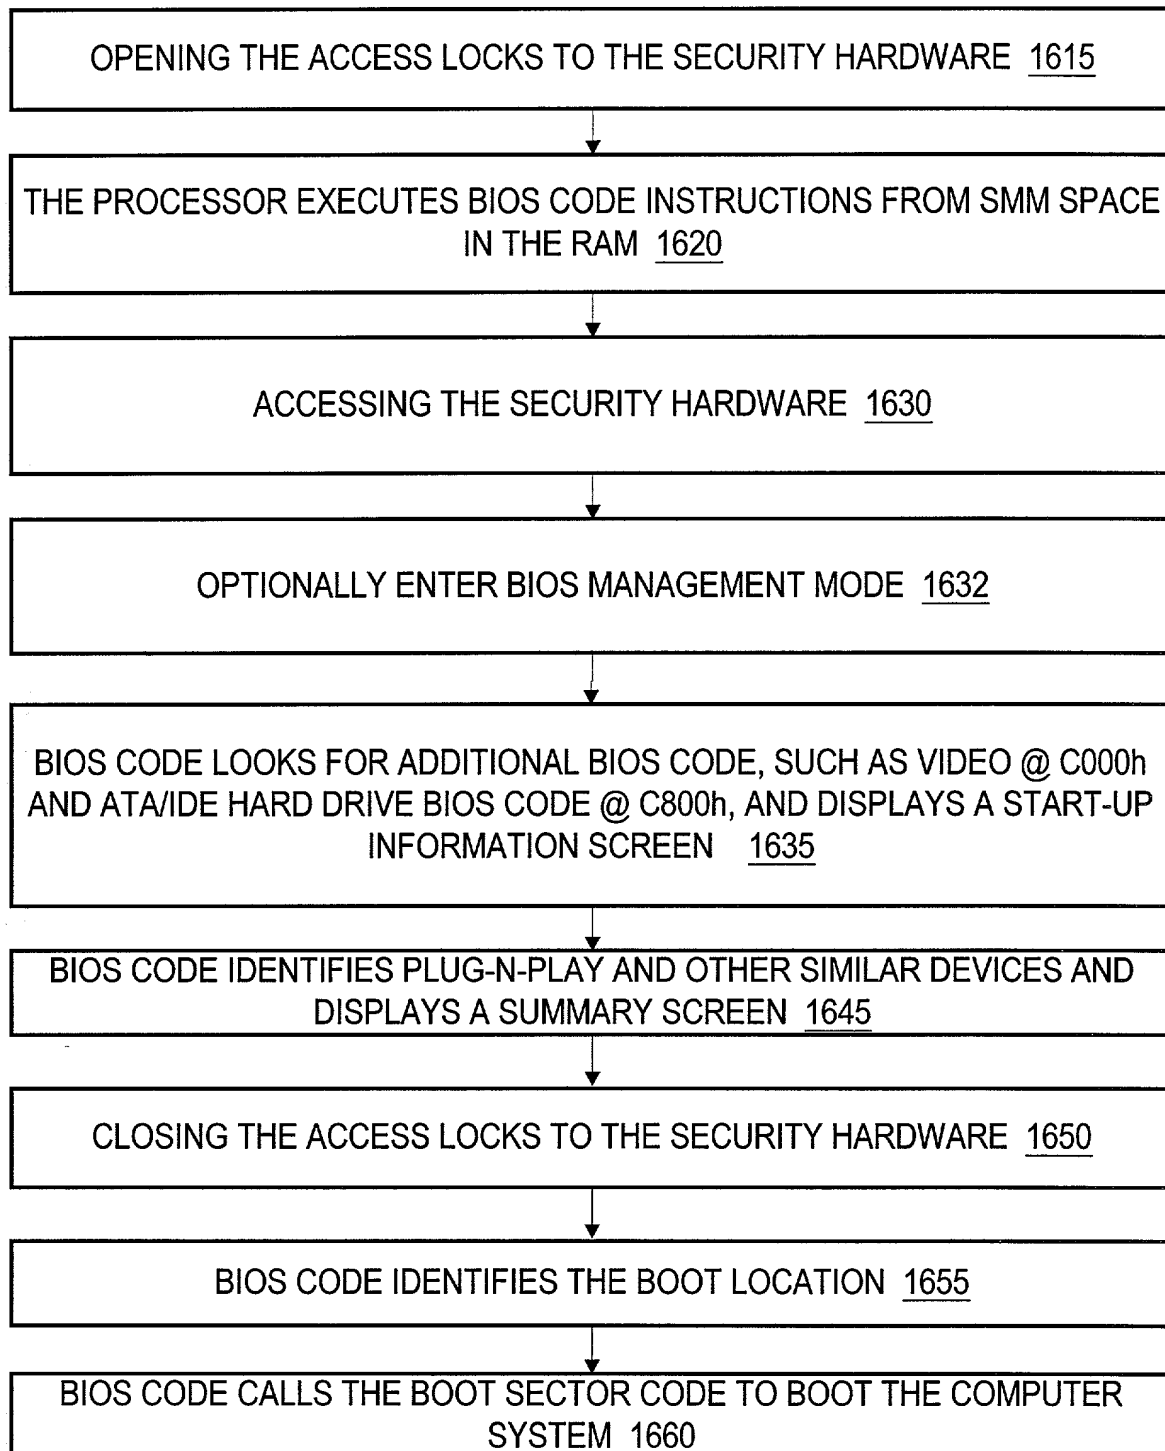 OPENING THE ACCESS LOCKS TO THE SECURITY HARDWARE 1615
THE PROCESSOR EXECUTES BIOS CODE INSTRUCTIONS FROM SMM SPACE
IN THE RAM 1620
ACCESSING THE SECURITY HARDWARE 1630
OPTIONALLY ENTER BIOS MANAGEMENT MODE 1632
BIOS CODE LOOKS FOR ADDITIONAL BIOS CODE, SUCH AS VIDEO @ C000h
AND ATA/IDE HARD DRIVE BIOS CODE @ C800h, AND DISPLAYS A START-UP
INFORMATION SCREEN 1635
BIOS CODE IDENTIFIES PLUG-N-PLAY AND OTHER SIMILAR DEVICES AND
DISPLAYS A SUMMARY SCREEN 1645
CLOSING THE ACCESS LOCKS TO THE SECURITY HARDWARE 1650
BIOS CODE IDENTIFIES THE BOOT LOCATION 1655
BIOS CODE CALLS THE BOOT SECTOR CODE TO BOOT THE COMPUTER
SYSTEM 1660